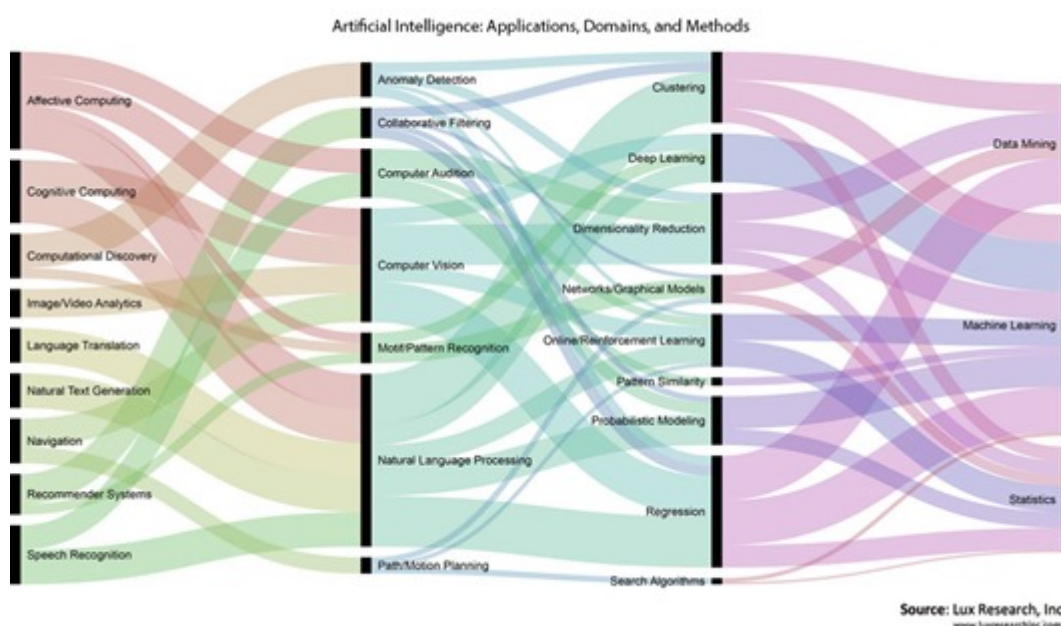 Artificial Intelligence: Applications, Domains, and Methods
Affective Computing
Cognitive Computing
Computational Discovery
Image/Video Analytics
Language Translation
Natural Text Generation
Navigation
Recommender Systems
Speech Recognition
Anomaly Detection
Collaborative Filtering
Computer Audition
Computer Vision
Motif/Pattern Recognition
Natural Language Processing
Path/Motion Planning
Clustering
Deep Learning
Dimensionality Reduction
Networks/Graphical Models
Online/Reinforcement Learning
Pattern Similarity
Probabilistic Modeling
Regression
Search Algorithms
Data Mining
Machine Learning
Statistics
Source: Lux Research, Inc